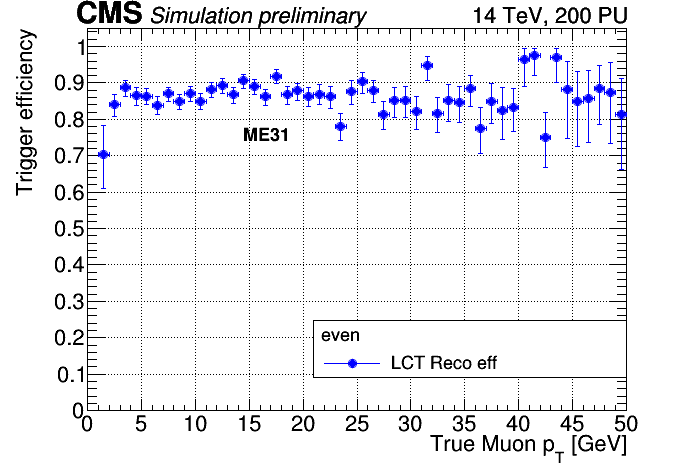 CMS Simulation preliminary 14 TeV, 200 PU
Trigger efficiency
1
0.9
0.8
0.7
0.6
0.5
0.4
0.3
0.2
0.1
0
ME31
even
LCT Reco eff
0 5 10 15 20 25 30 35 40 45 50
True Muon p_T [GeV]